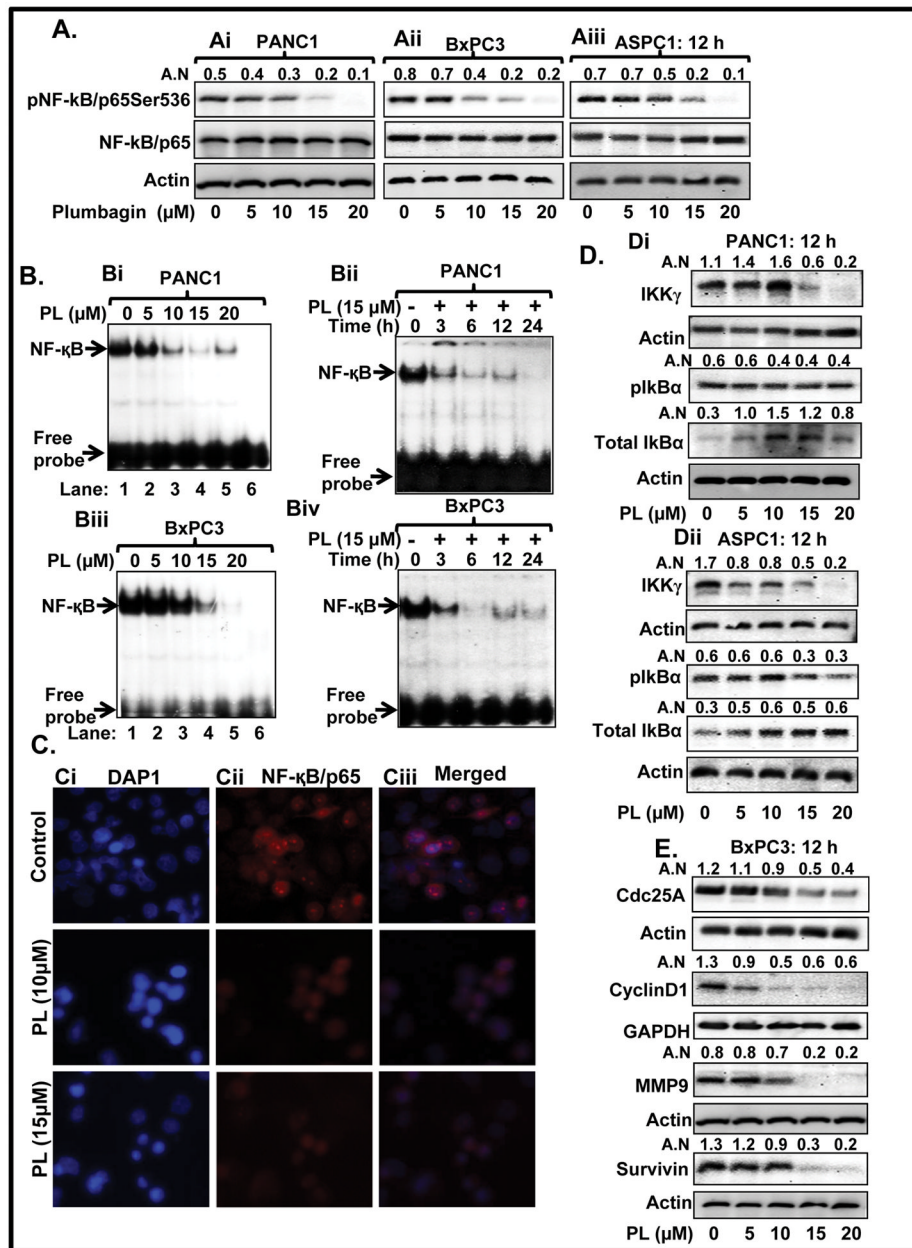 A.
Ai PANC1
A.N 0.5 0.4 0.3 0.2 0.1
pNF-kB/p65Ser536
NF-kB/p65
Actin
Plumbagin (µM) 0 5 10 15 20
Aii BxPC3
0.8 0.7 0.4 0.2 0.2
0 5 10 15 20
Aiii ASPC1: 12 h
0.7 0.7 0.5 0.2 0.1
0 5 10 15 20
B.
Bi PANC1
PL (µM) 0 5 10 15 20
NF-κB
Free
probe
Lane: 1 2 3 4 5 6
Bii PANC1
PL (15 µM) - + + + +
Time (h) 0 3 6 12 24
NF-κB
Free
probe
Biii BxPC3
PL (µM) 0 5 10 15 20
NF-κB
Free
probe
Lane: 1 2 3 4 5 6
Biv BxPC3
PL (15 µM) - + + + +
Time (h) 0 3 6 12 24
NF-κB
Free
probe
C.
Ci DAP1 Cii NF-κB/p65 Ciii Merged
Control
PL (10µM)
PL (15µM)
D.
Di PANC1: 12 h
A.N 1.1 1.4 1.6 0.6 0.2
IKKγ
Actin
A.N 0.6 0.6 0.4 0.4 0.4
pIkBα
A.N 0.3 1.0 1.5 1.2 0.8
Total IkBα
Actin
PL (µM) 0 5 10 15 20
Dii ASPC1: 12 h
A.N 1.7 0.8 0.8 0.5 0.2
IKKγ
Actin
A.N 0.6 0.6 0.6 0.3 0.3
pIkBα
A.N 0.3 0.5 0.6 0.5 0.6
Total IkBα
Actin
PL (µM) 0 5 10 15 20
E.
BxPC3: 12 h
A.N 1.2 1.1 0.9 0.5 0.4
Cdc25A
Actin
A.N 1.3 0.9 0.5 0.6 0.6
CyclinD1
GAPDH
A.N 0.8 0.8 0.7 0.2 0.2
MMP9
Actin
A.N 1.3 1.2 0.9 0.3 0.2
Survivin
Actin
PL (µM) 0 5 10 15 20